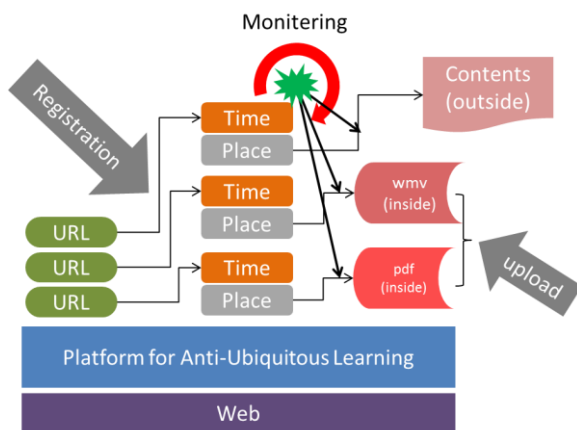 Monitering
Registration
Contents
(outside)
Time
Place
Time
Place
wmv
(inside)
URL
URL
URL
Time
Place
pdf
(inside)
upload
Platform for Anti-Ubiquitous Learning
Web